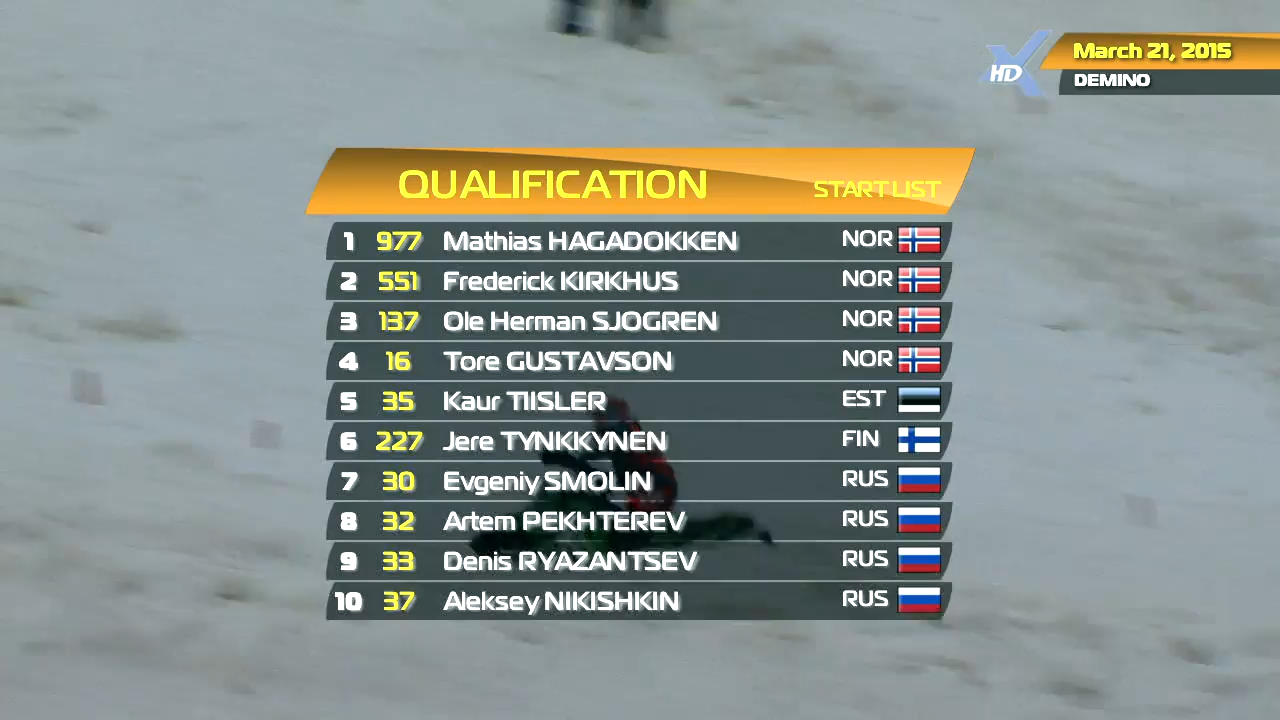 March 21, 2015
X HD
DEMINO
QUALIFICATION START LIST
1 977 Mathias HAGADOKKEN NOR
2 551 Frederick KIRKHUS NOR
3 137 Ole Herman SJOGREN NOR
4 16 Tore GUSTAVSON NOR
5 35 Kaur TIISLER EST
6 227 Jere TYNKKYNEN FIN
7 30 Evgeniy SMOLIN RUS
8 32 Artem PEKHTEREV RUS
9 33 Denis RYAZANTSEV RUS
10 37 Aleksey NIKISHKIN RUS